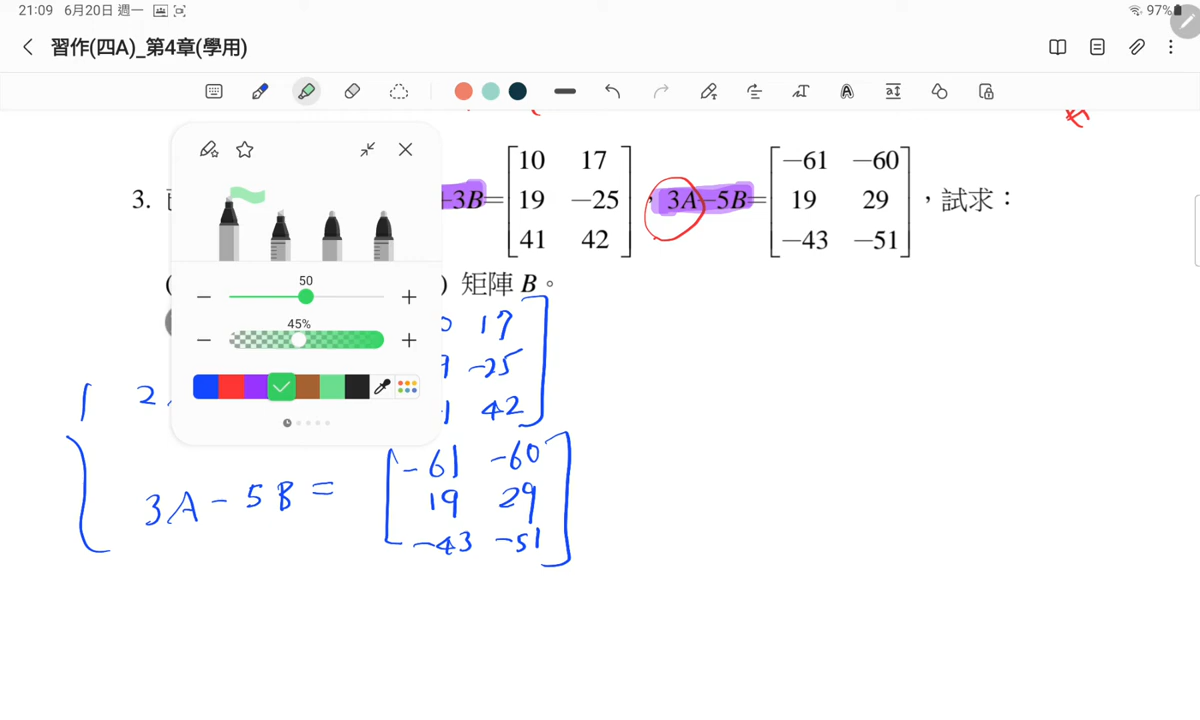 21:09 6月20日 週一 97%
習作(四A)_第4章(學用)
50
45%
3. -3B= [10 17 19 -25 41 42] , 3A-5B= [-61 -60 19 29 -43 -51] ,試求:
) 矩陣 B。
17
-25
2 42
3A-5B= [-61 -60
19 29
-43 -51]